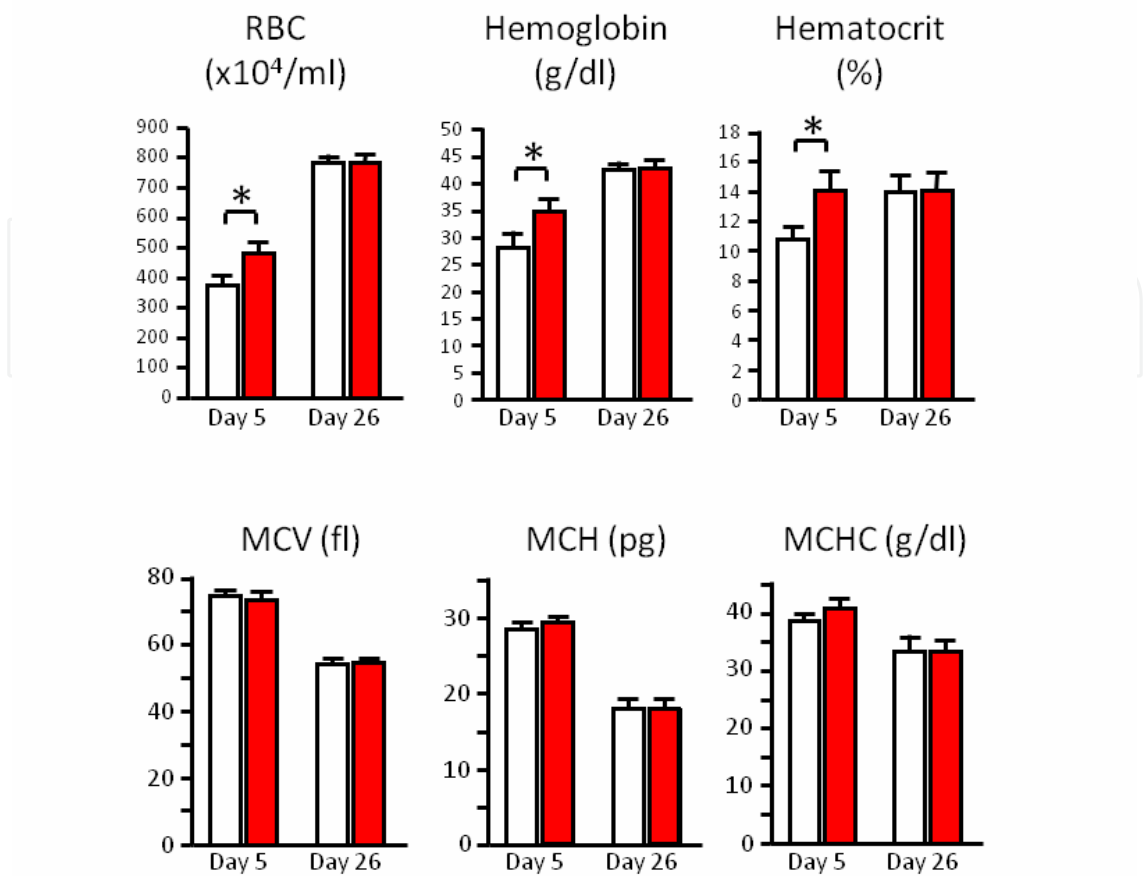 RBC
(x10⁴/ml)
Hemoglobin
(g/dl)
Hematocrit
(%)
900
800
700
600
500
400
300
200
100
0
*
Day 5
Day 26
50
45
40
35
30
25
20
15
10
5
0
*
Day 5
Day 26
18
16
14
12
10
8
6
4
2
0
*
Day 5
Day 26
MCV (fl)
MCH (pg)
MCHC (g/dl)
80
60
40
20
0
Day 5
Day 26
30
20
10
0
Day 5
Day 26
40
30
20
10
0
Day 5
Day 26